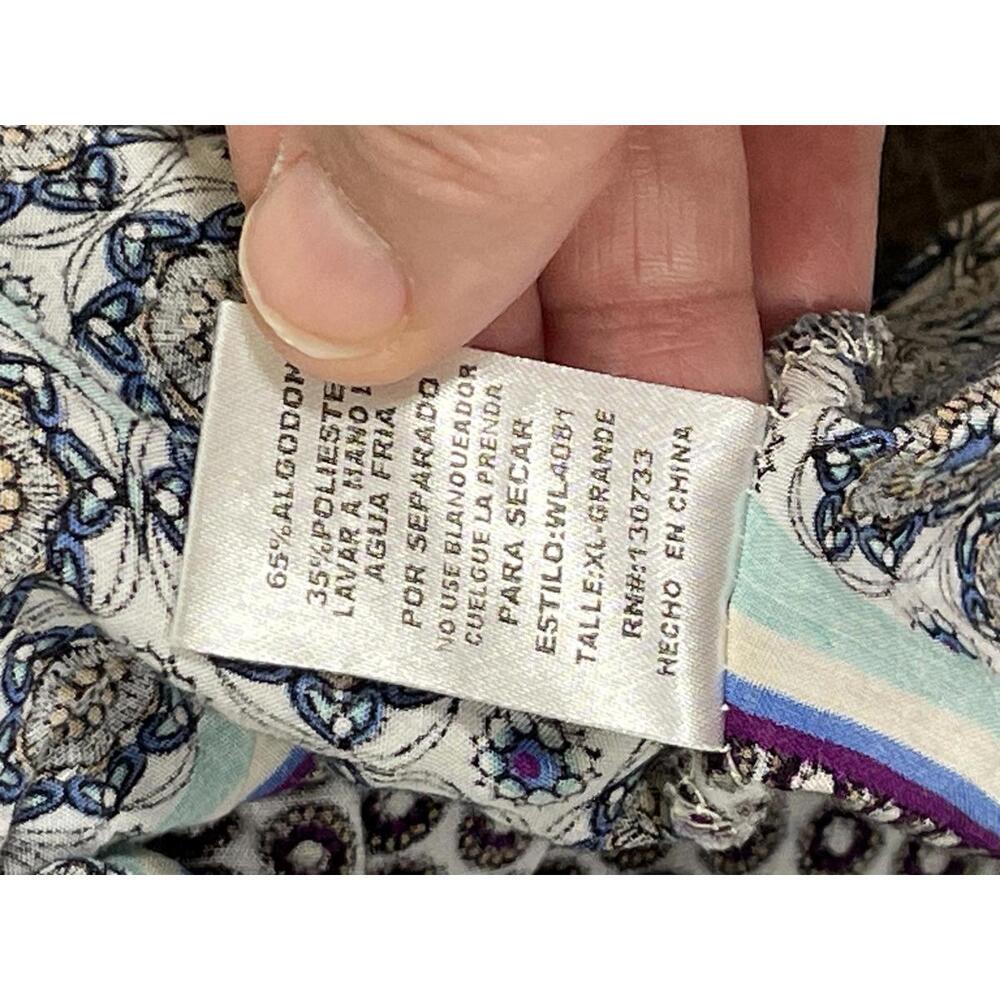 65%ALGODON
35%POLIESTE
LAVAR A MANO
AGUA FRIA
POR SEPARADO
NO USE BLANQUEADOR
CUELGUE LA PRENDA
PARA SECAR
ESTILO:WL4081
TALLE:XL-GRANDE
RN#:130733
HECHO EN CHINA